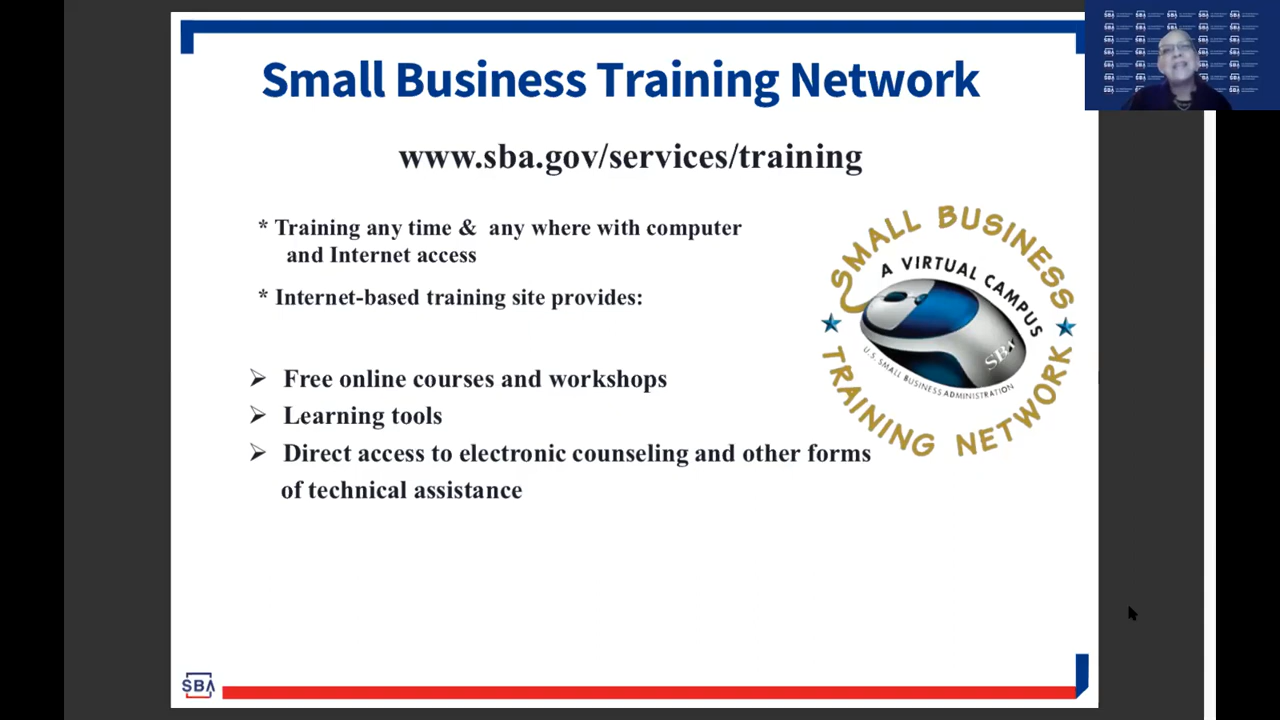 Small Business Training Network
www.sba.gov/services/training
* Training any time & any where with computer
and Internet access
* Internet-based training site provides:
➢ Free online courses and workshops
➢ Learning tools
➢ Direct access to electronic counseling and other forms
of technical assistance
SMALL BUSINESS
A VIRTUAL CAMPUS
SBA
U.S. SMALL BUSINESS ADMINISTRATION
TRAINING NETWORK
SBA